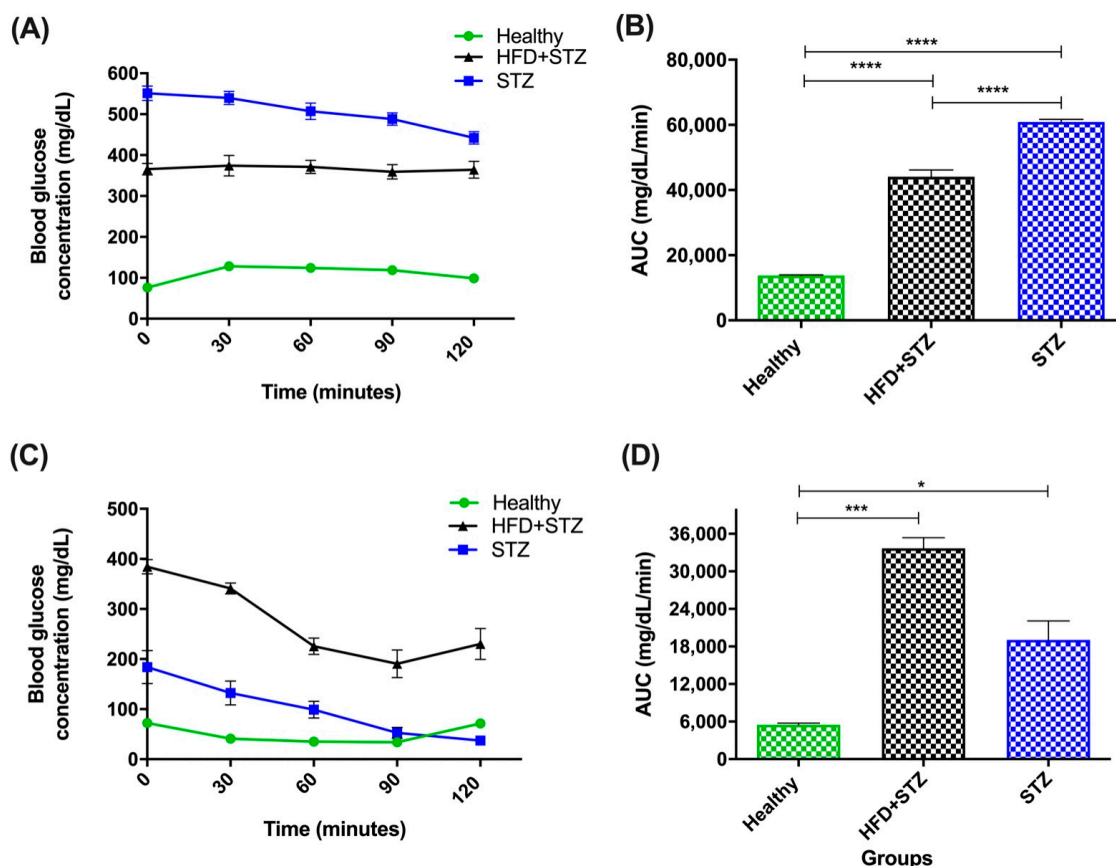 (A)
Healthy
HFD+STZ
STZ
Blood glucose
concentration (mg/dL)
600
500
400
300
200
100
0
0
30
60
90
120
Time (minutes)
(B)
****
****
****
AUC (mg/dL/min)
80,000
60,000
40,000
20,000
0
Healthy
HFD+STZ
STZ
(C)
Healthy
HFD+STZ
STZ
Blood glucose
concentration (mg/dL)
500
400
300
200
100
0
0
30
60
90
120
Time (minutes)
(D)
*
***
AUC (mg/dL/min)
36,000
30,000
24,000
18,000
12,000
6,000
0
Healthy
HFD+STZ
STZ
Groups